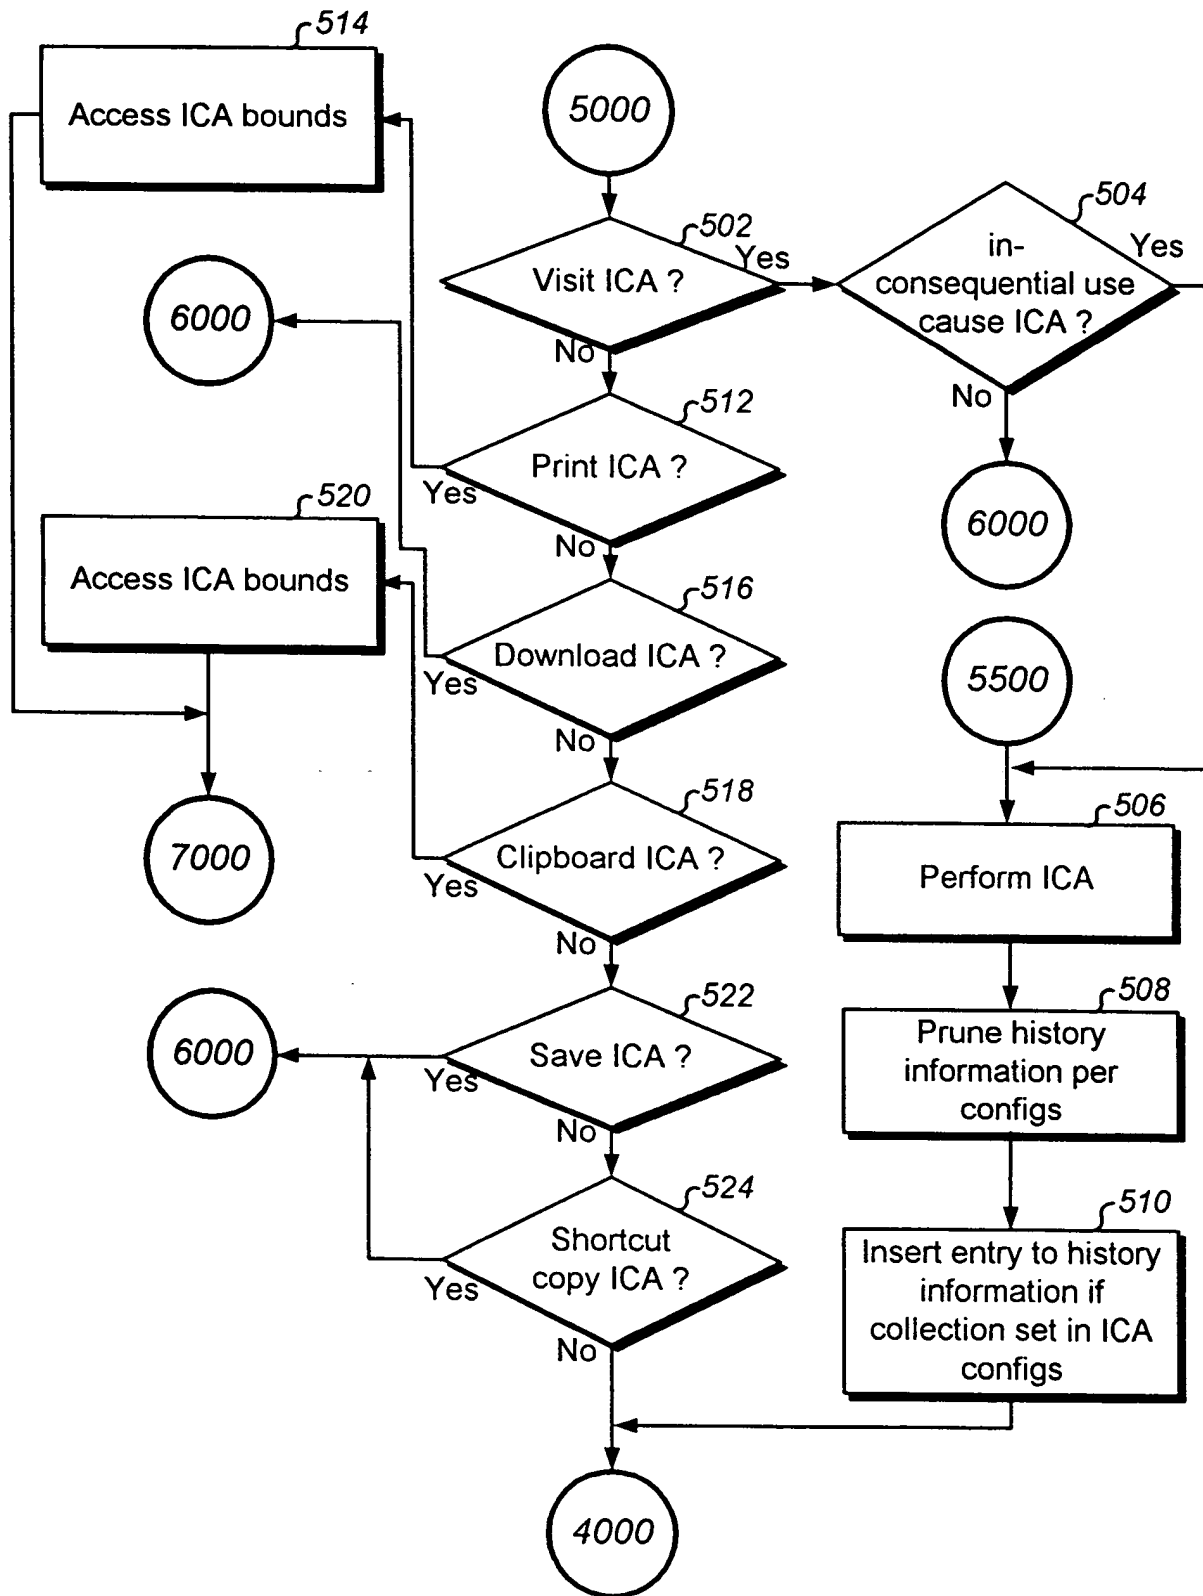 514
Access ICA bounds
5000
502
Visit ICA ?
Yes
No
504
in-
consequential use
cause ICA ?
Yes
No
6000
6000
512
Print ICA ?
Yes
No
520
Access ICA bounds
516
Download ICA ?
Yes
No
5500
7000
518
Clipboard ICA ?
Yes
No
506
Perform ICA
6000
522
Save ICA ?
Yes
No
508
Prune history
information per
configs
524
Shortcut
copy ICA ?
Yes
No
510
Insert entry to history
information if
collection set in ICA
configs
4000